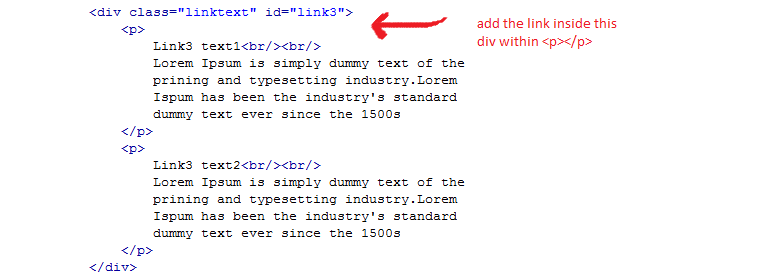 <div class="linktext" id="link3">
add the link inside this
div within <p></p>
<p>
Link3 text1<br/><br/>
Lorem Ipsum is simply dummy text of the
prining and typesetting industry.Lorem
Ispum has been the industry's standard
dummy text ever since the 1500s
</p>
<p>
Link3 text2<br/><br/>
Lorem Ipsum is simply dummy text of the
prining and typesetting industry.Lorem
Ispum has been the industry's standard
dummy text ever since the 1500s
</p>
</div>